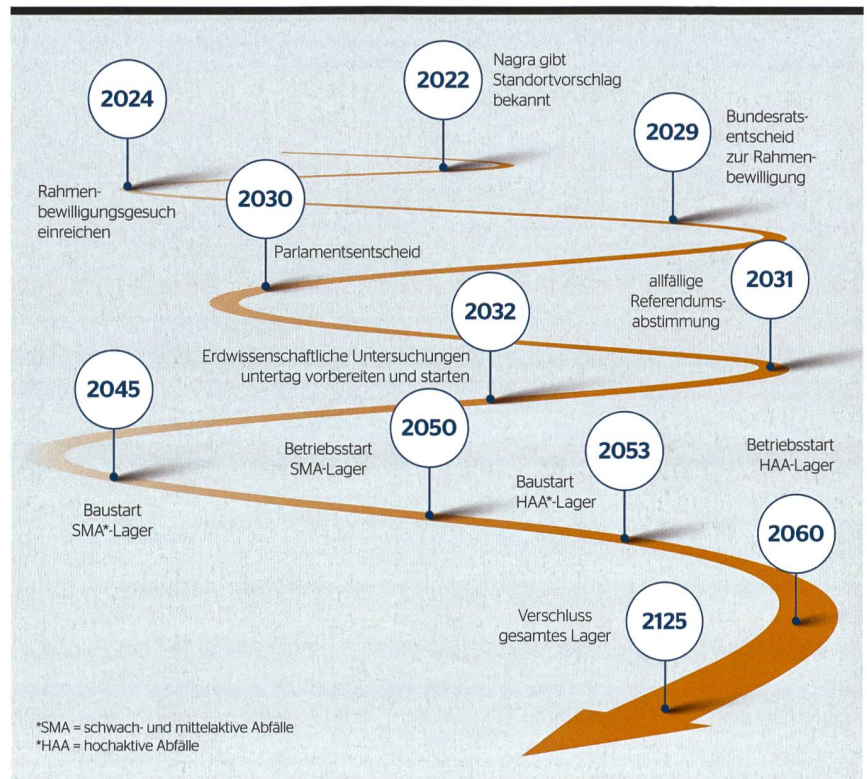 2022
Nagra gibt
Standortvorschlag
bekannt
2024
Rahmen-
bewilligungsgesuch
einreichen
2029
Bundesrats-
entscheid
zur Rahmen-
bewilligung
2030
Parlamentsentscheid
2031
allfällige
Referendums-
abstimmung
2032
Erdwissenschaftliche Untersuchungen
untertag vorbereiten und starten
2045
Baustart
SMA*-Lager
2050
Betriebsstart
SMA-Lager
2053
Baustart
HAA*-Lager
2060
Betriebsstart
HAA-Lager
2125
Verschluss
gesamtes Lager
*SMA = schwach- und mittelaktive Abfälle
*HAA = hochaktive Abfälle